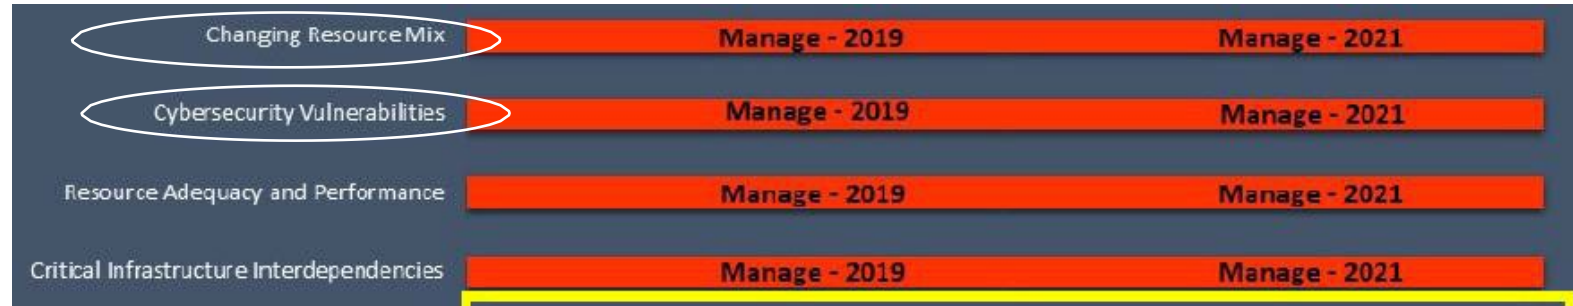 Changing Resource Mix Manage - 2019 Manage - 2021
Cybersecurity Vulnerabilities Manage - 2019 Manage - 2021
Resource Adequacy and Performance Manage - 2019 Manage - 2021
Critical Infrastructure Interdependencies Manage - 2019 Manage - 2021